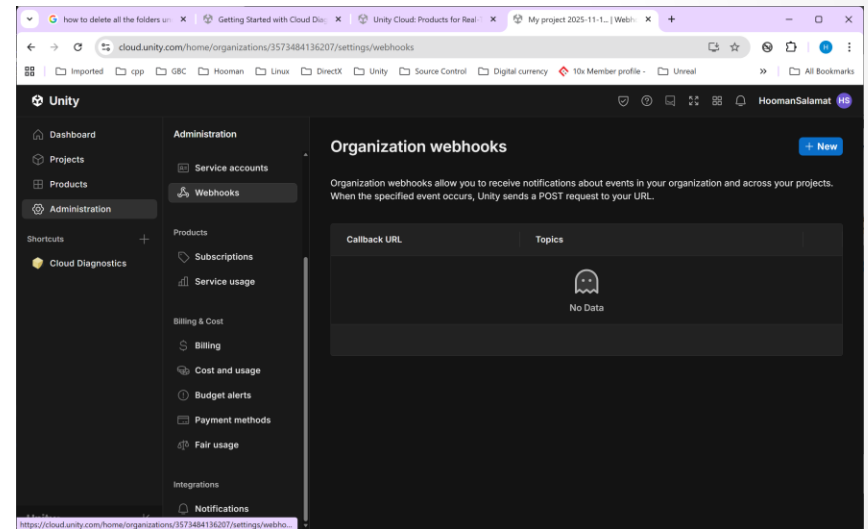 how to delete all the folders un
Getting Started with Cloud Diag
Unity Cloud: Products for Real-
My project 2025-11-1... | Webh
cloud.unity.com/home/organizations/3573484136207/settings/webhooks
Imported
cpp
GBC
Hooman
Linux
DirectX
Unity
Source Control
Digital currency
10x Member profile -
Unreal
All Bookmarks
Unity
HoomanSalamat HS
Dashboard
Projects
Products
Administration
Shortcuts
Cloud Diagnostics
Administration
Service accounts
Webhooks
Products
Subscriptions
Service usage
Billing & Cost
Billing
Cost and usage
Budget alerts
Payment methods
Fair usage
Integrations
Notifications
Organization webhooks
+ New
Organization webhooks allow you to receive notifications about events in your organization and across your projects.
When the specified event occurs, Unity sends a POST request to your URL.
Callback URL
Topics
No Data
https://cloud.unity.com/home/organizations/3573484136207/settings/webho...